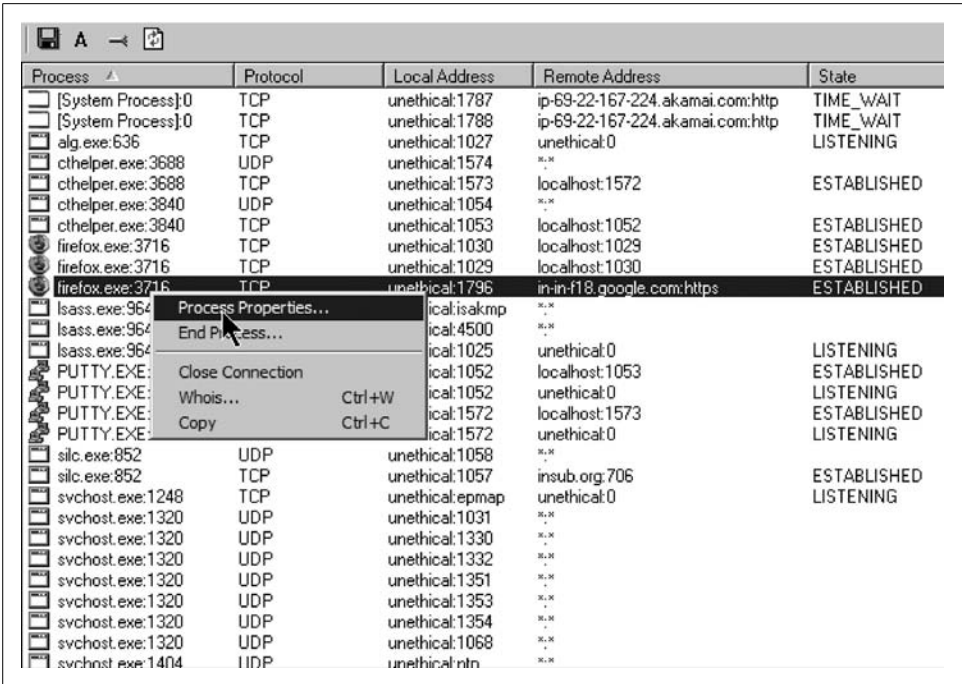 A
Process Protocol Local Address Remote Address State
[System Process]:0 TCP unethical:1787 ip-69-22-167-224.akamai.com:http TIME_WAIT
[System Process]:0 TCP unethical:1788 ip-69-22-167-224.akamai.com:http TIME_WAIT
alg.exe:636 TCP unethical:1027 unethical:0 LISTENING
cthelper.exe:3688 UDP unethical:1574 *:*
cthelper.exe:3688 TCP unethical:1573 localhost:1572 ESTABLISHED
cthelper.exe:3840 UDP unethical:1054 *:*
cthelper.exe:3840 TCP unethical:1053 localhost:1052 ESTABLISHED
firefox.exe:3716 TCP unethical:1030 localhost:1029 ESTABLISHED
firefox.exe:3716 TCP unethical:1029 localhost:1030 ESTABLISHED
firefox.exe:3716 TCP unethical:1796 in-in-f18.google.com:https ESTABLISHED
lsass.exe:964 ical:isakmp *:*
lsass.exe:964 ical:4500 *:*
lsass.exe:964 ical:1025 unethical:0 LISTENING
PUTTY.EXE: ical:1052 localhost:1053 ESTABLISHED
PUTTY.EXE: ical:1052 unethical:0 LISTENING
PUTTY.EXE: ical:1572 localhost:1573 ESTABLISHED
PUTTY.EXE: ical:1572 unethical:0 LISTENING
Process Properties...
End Process...
Close Connection
Whois... Ctrl+W
Copy Ctrl+C
silc.exe:852 UDP unethical:1058 *:*
silc.exe:852 TCP unethical:1057 insub.org:706 ESTABLISHED
svchost.exe:1248 TCP unethical:epmap unethical:0 LISTENING
svchost.exe:1320 UDP unethical:1031 *:*
svchost.exe:1320 UDP unethical:1330 *:*
svchost.exe:1320 UDP unethical:1332 *:*
svchost.exe:1320 UDP unethical:1351 *:*
svchost.exe:1320 UDP unethical:1353 *:*
svchost.exe:1320 UDP unethical:1354 *:*
svchost.exe:1320 UDP unethical:1068 *:*
svchost.exe:1404 UDP unethical:ntp *:*